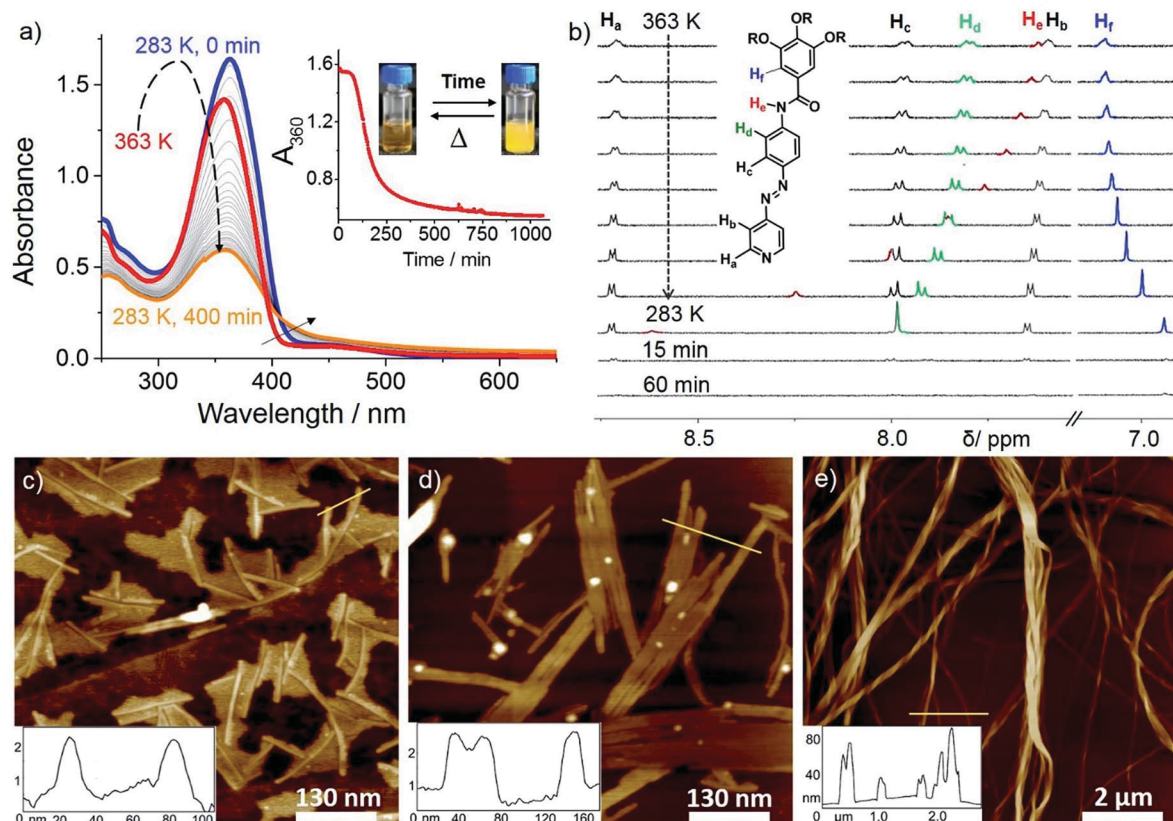 a)
283 K, 0 min
363 K
283 K, 400 min
Absorbance
1.5
1.0
0.5
0.0
300 400 500 600
Wavelength / nm
A360
1.6
1.2
0.8
0 250 500 750 1000
Time / min
Time
Δ
b)
Ha 363 K Hc Hd He Hb Hf
OR
RO OR
Hf
He N O
Hd
Hc
N
N
Hb
Ha N
283 K
15 min
60 min
8.5 8.0 // 7.0
δ/ ppm
c)
2
1
0 nm 20 40 60 80 100
130 nm
d)
2
1
0 nm 40 80 120 160
130 nm
e)
80
40
nm
0 μm 1.0 2.0
2 μm